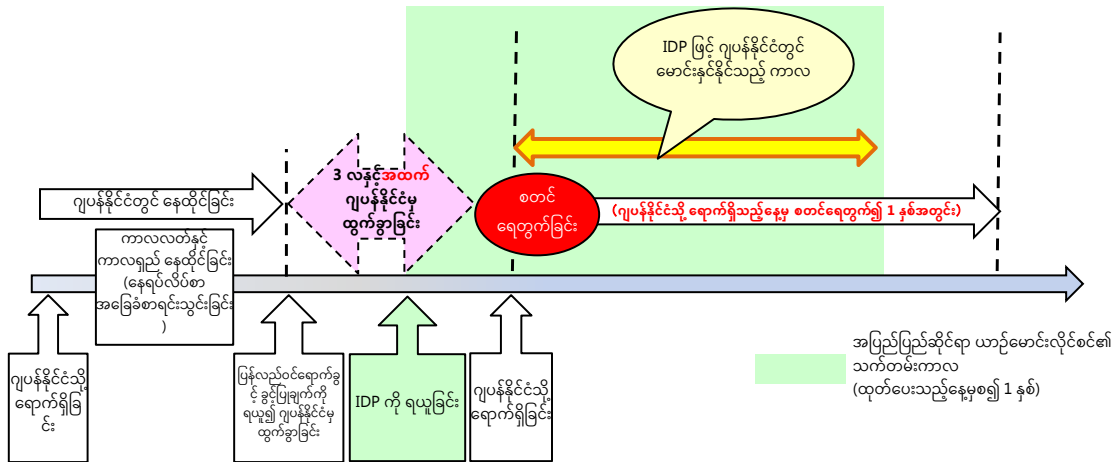 IDP ဖြင့် ဂျပန်နိုင်ငံတွင်
မောင်းနှင်နိုင်သည့် ကာလ
3 လနှင့်အထက်
ဂျပန်နိုင်ငံမှ
ထွက်ခွာခြင်း
ဂျပန်နိုင်ငံတွင် နေထိုင်ခြင်း
စတင်
ရေတွက်ခြင်း
(ဂျပန်နိုင်ငံသို့ ရောက်ရှိသည့်နေ့မှ စတင်ရေတွက်၍ 1 နှစ်အတွင်း)
ကာလလတ်နှင့်
ကာလရှည် နေထိုင်ခြင်း
(နေရပ်လိပ်စာ
အခြေခံစာရင်းသွင်းခြင်း
)
ဂျပန်နိုင်ငံသို့
ရောက်ရှိခြ
င်း
ပြန်လည်ဝင်ရောက်ခွ
င့် ခွင့်ပြုချက်ကို
ရယူ၍ ဂျပန်နိုင်ငံမှ
ထွက်ခွာခြင်း
IDP ကို ရယူခြင်း
ဂျပန်နိုင်ငံသို့
ရောက်ရှိခြင်း
အပြည်ပြည်ဆိုင်ရာ ယာဉ်မောင်းလိုင်စင်၏
သက်တမ်းကာလ
(ထုတ်ပေးသည့်နေ့မှစ၍ 1 နှစ်)